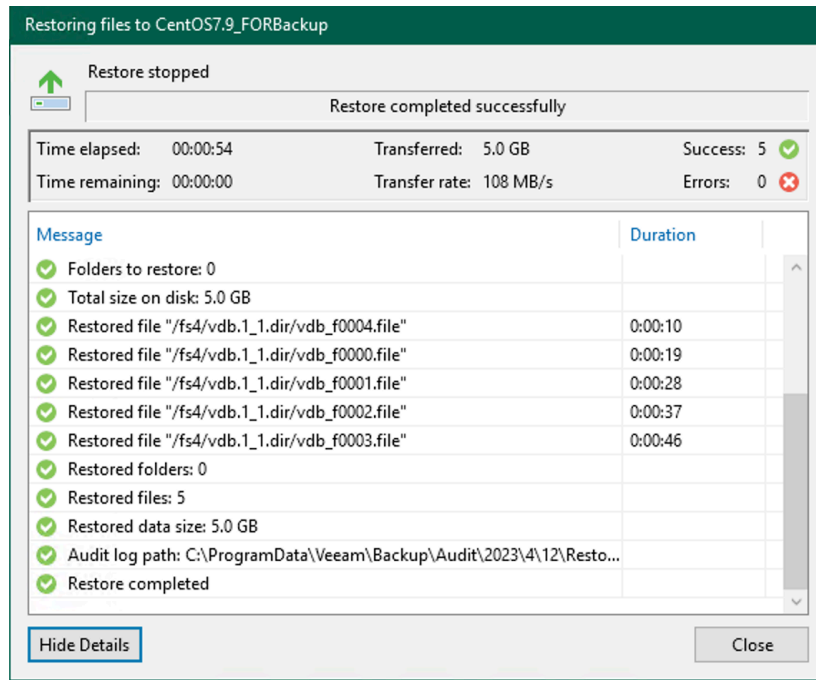 Restoring files to CentOS7.9_FORBackup
Restore stopped
Restore completed successfully
Time elapsed: 00:00:54 Transferred: 5.0 GB Success: 5
Time remaining: 00:00:00 Transfer rate: 108 MB/s Errors: 0
Message Duration
Folders to restore: 0
Total size on disk: 5.0 GB
Restored file "/fs4/vdb.1_1.dir/vdb_f0004.file" 0:00:10
Restored file "/fs4/vdb.1_1.dir/vdb_f0000.file" 0:00:19
Restored file "/fs4/vdb.1_1.dir/vdb_f0001.file" 0:00:28
Restored file "/fs4/vdb.1_1.dir/vdb_f0002.file" 0:00:37
Restored file "/fs4/vdb.1_1.dir/vdb_f0003.file" 0:00:46
Restored folders: 0
Restored files: 5
Restored data size: 5.0 GB
Audit log path: C:\ProgramData\Veeam\Backup\Audit\2023\4\12\Resto...
Restore completed
Hide Details Close